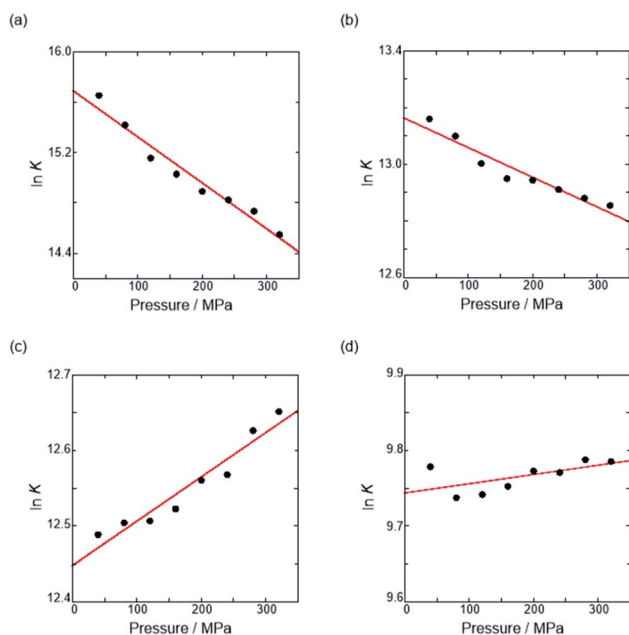 (a)
(b)
16.0
15.2
14.4
ln K
0 100 200 300
Pressure / MPa
13.4
13.0
12.6
ln K
0 100 200 300
Pressure / MPa
(c)
(d)
12.7
12.6
12.5
12.4
ln K
0 100 200 300
Pressure / MPa
9.9
9.8
9.7
9.6
ln K
0 100 200 300
Pressure / MPa